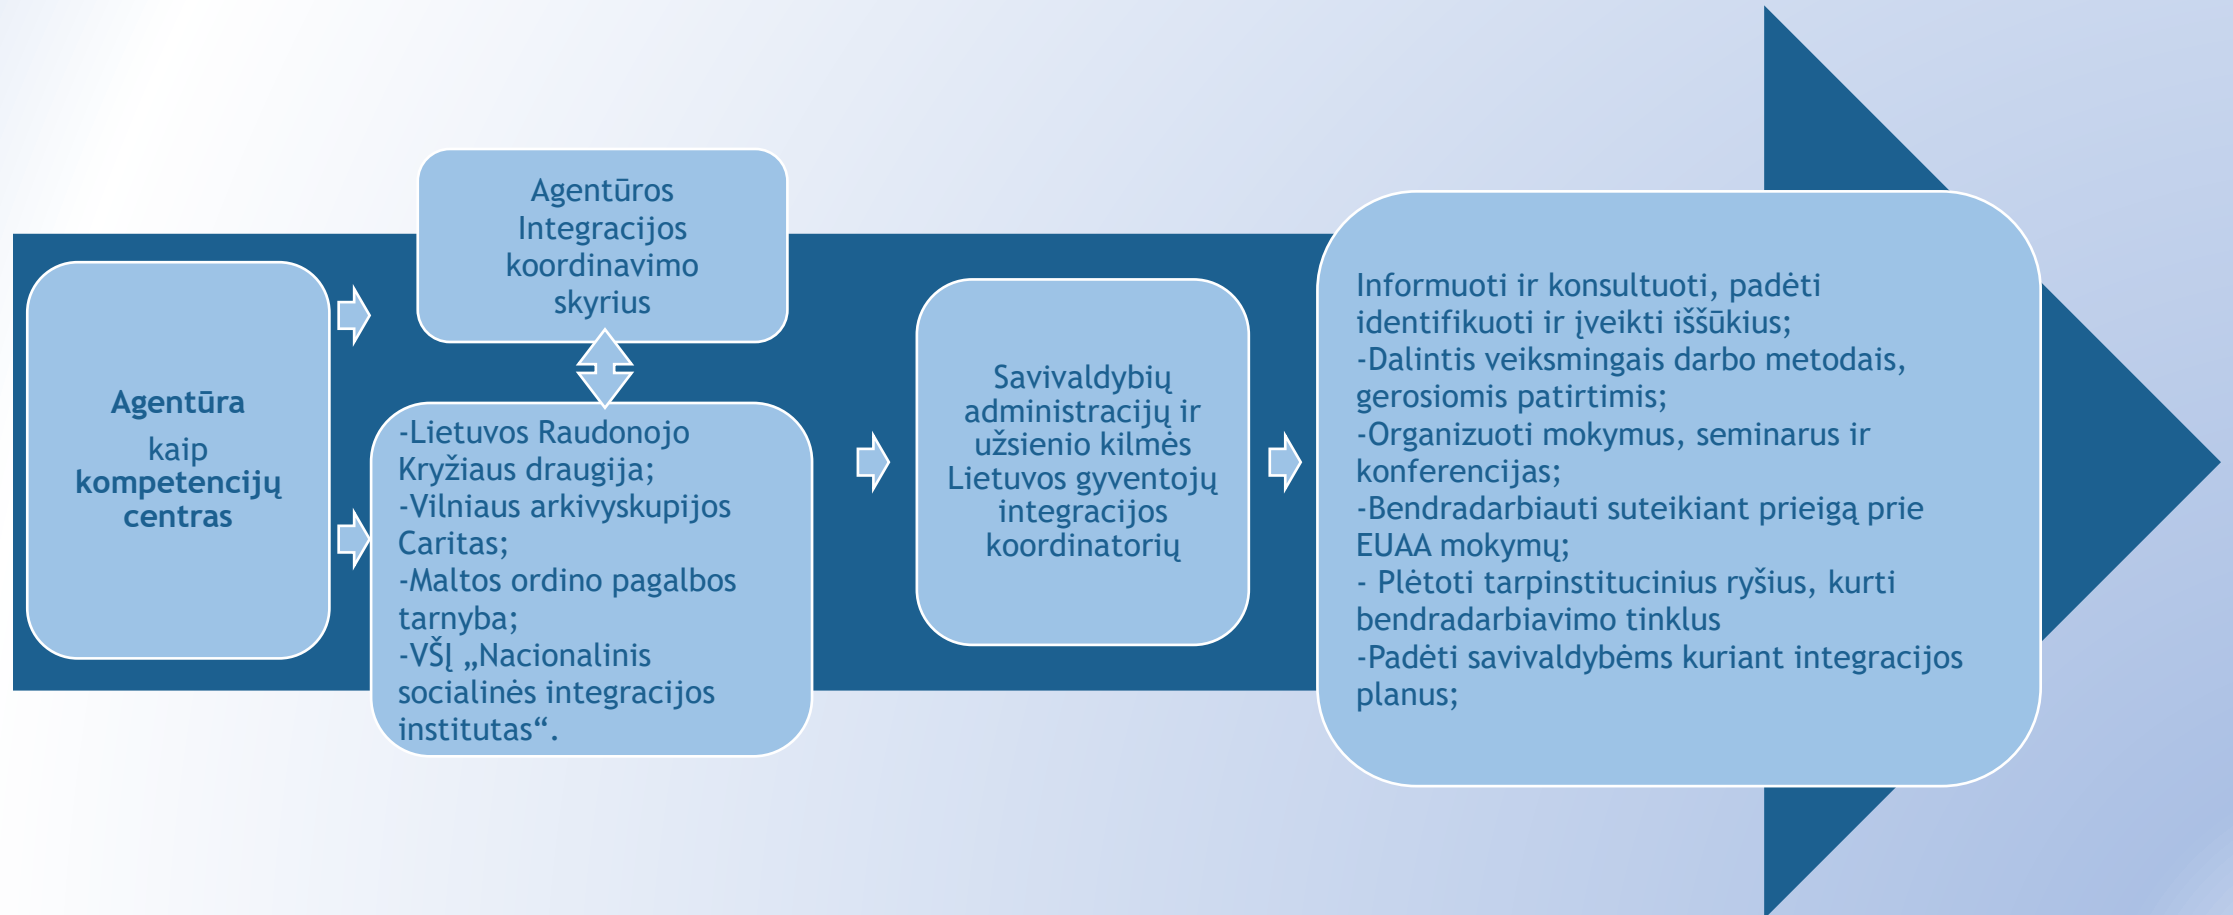 Agentūra
kaip
kompetencijų
centras
Agentūros
Integracijos
koordinavimo
skyrius
-Lietuvos Raudonojo
Kryžiaus draugija;
-Vilniaus arkivyskupijos
Caritas;
-Maltos ordino pagalbos
tarnyba;
-VŠĮ „Nacionalinis
socialinės integracijos
institutas“.
Savivaldybių
administracijų ir
užsienio kilmės
Lietuvos gyventojų
integracijos
koordinatorių
Informuoti ir konsultuoti, padėti
identifikuoti ir įveikti iššūkius;
-Dalintis veiksmingais darbo metodais,
gerosiomis patirtimis;
-Organizuoti mokymus, seminarus ir
konferencijas;
-Bendradarbiauti suteikiant prieigą prie
EUAA mokymų;
- Plėtoti tarpinstitucinius ryšius, kurti
bendradarbiavimo tinklus
-Padėti savivaldybėms kuriant integracijos
planus;